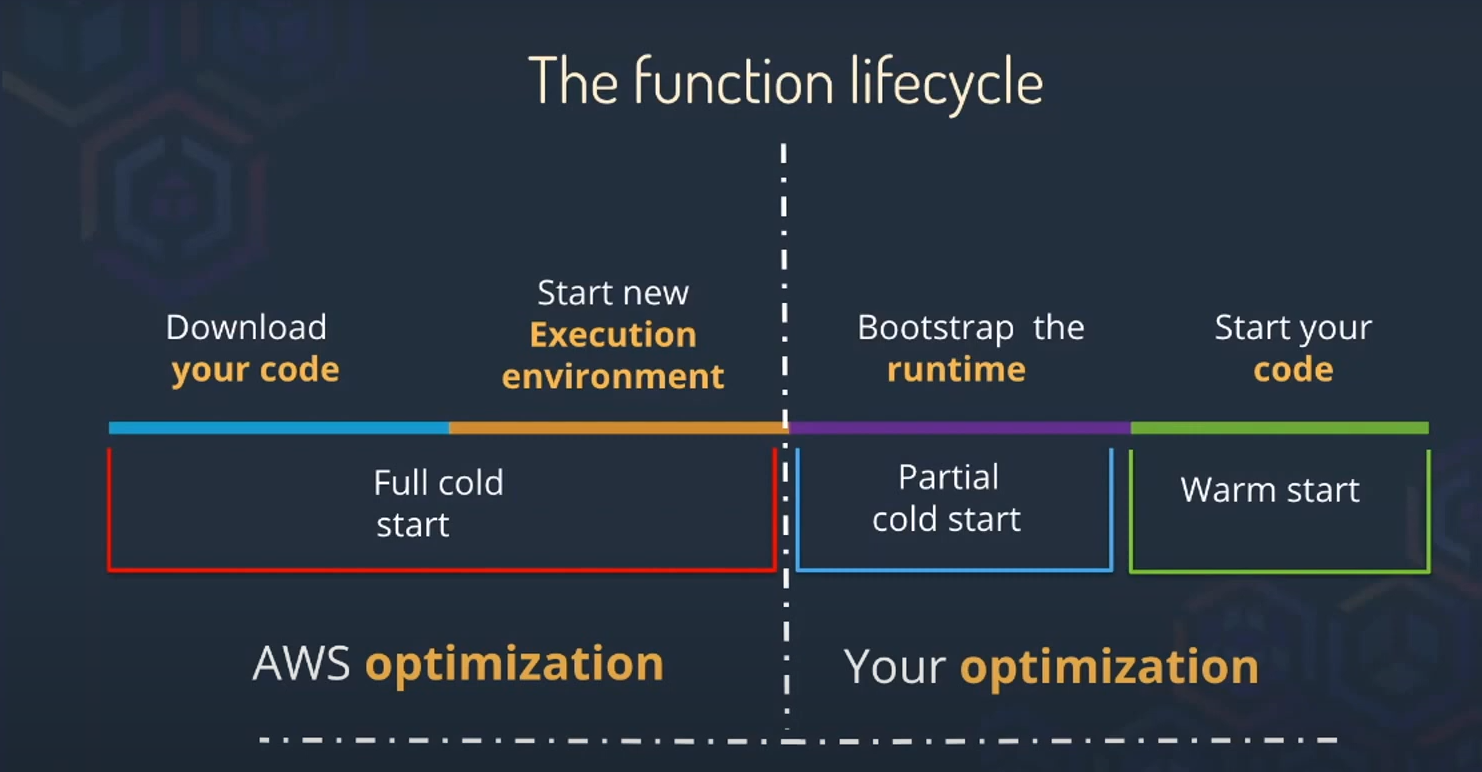 The function lifecycle
Download
your code
Start new
Execution
environment
Bootstrap the
runtime
Start your
code
Full cold
start
Partial
cold start
Warm start
AWS optimization
Your optimization